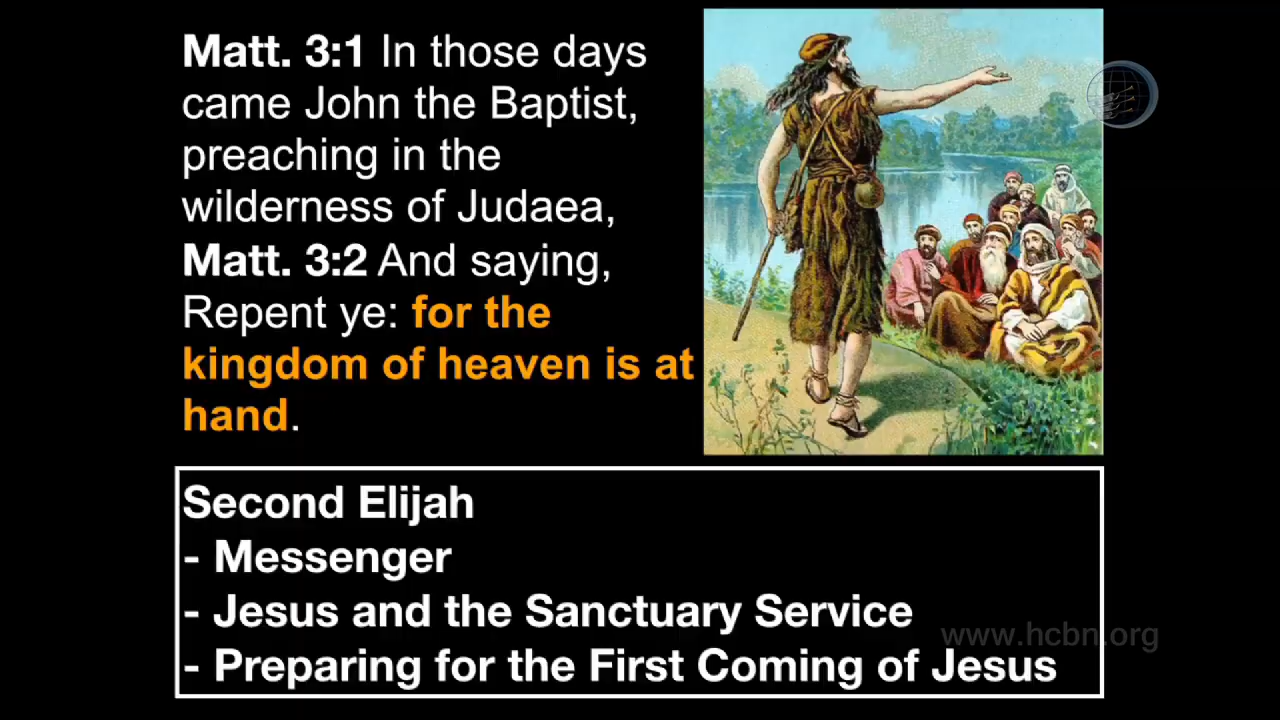 Matt. 3:1 In those days
came John the Baptist,
preaching in the
wilderness of Judaea,
Matt. 3:2 And saying,
Repent ye: for the
kingdom of heaven is at
hand.
Second Elijah
- Messenger
- Jesus and the Sanctuary Service
- Preparing for the First Coming of Jesus
www.hcbn.org